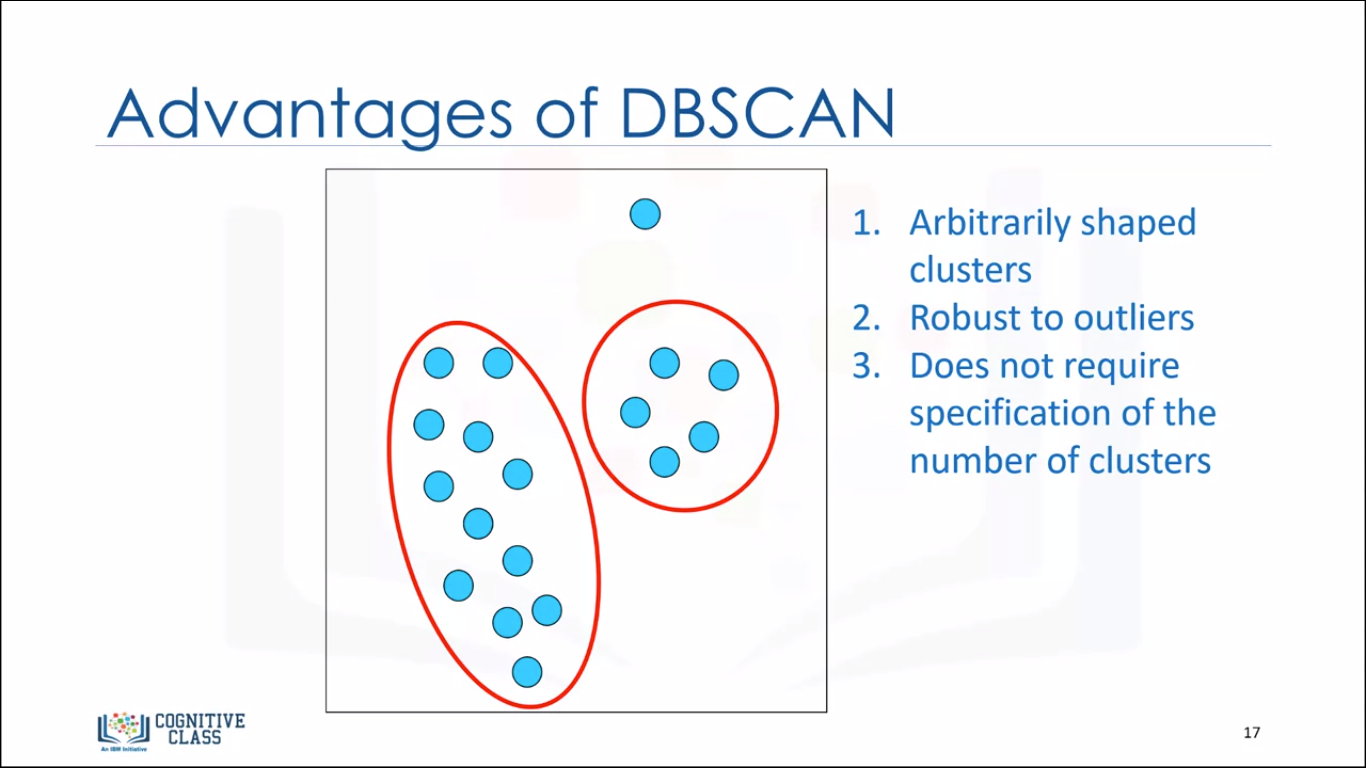 Advantages of DBSCAN
1. Arbitrarily shaped
clusters
2. Robust to outliers
3. Does not require
specification of the
number of clusters
COGNITIVE
CLASS
An IBM Initiative
17